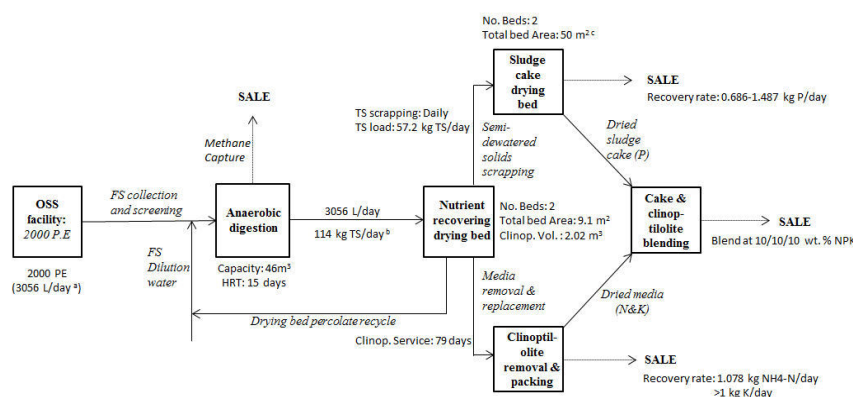 No. Beds: 2
Total bed Area: 50 m² ᶜ
Sludge
cake
drying
bed
SALE
Recovery rate: 0.686-1.487 kg P/day
SALE
TS scrapping: Daily
TS load: 57.2 kg TS/day
Methane
Capture
Semi-
dewatered
solids
scrapping
Dried
sludge
cake (P)
OSS
facility:
2000 P.E
FS collection
and screening
Anaerobic
digestion
3056 L/day
114 kg TS/day ᵇ
Nutrient
recovering
drying bed
No. Beds: 2
Total bed Area: 9.1 m²
Clinop. Vol. : 2.02 m³
Cake &
clinop-
tilolite
blending
SALE
Blend at 10/10/10 wt. % NPK
2000 PE
(3056 L/day ᵃ)
FS
Dilution
water
Capacity: 46m³
HRT: 15 days
Media
removal &
replacement
Dried media
(N&K)
Drying bed percolate recycle
Clinop. Service: 79 days
Clinoptil-
olite
removal &
packing
SALE
Recovery rate: 1.078 kg NH4-N/day
>1 kg K/day